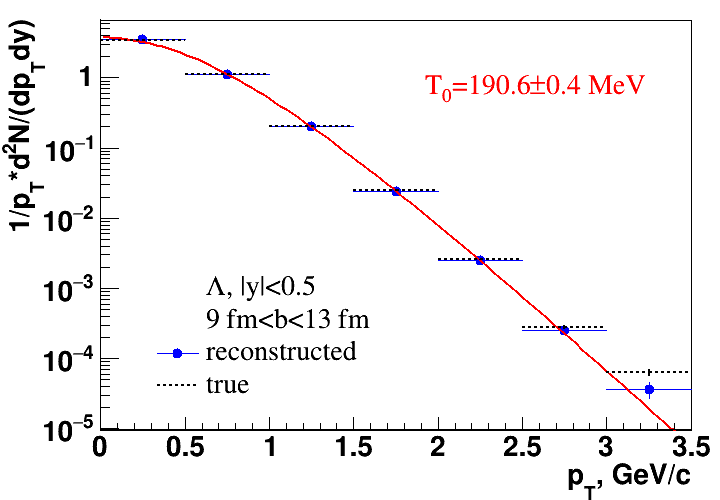 1/p_T*d²N/(dp_T dy)
1
10⁻¹
10⁻²
10⁻³
10⁻⁴
10⁻⁵
T₀=190.6±0.4 MeV
Λ, |y|<0.5
9 fm<b<13 fm
reconstructed
true
0 0.5 1 1.5 2 2.5 3 3.5
p_T, GeV/c